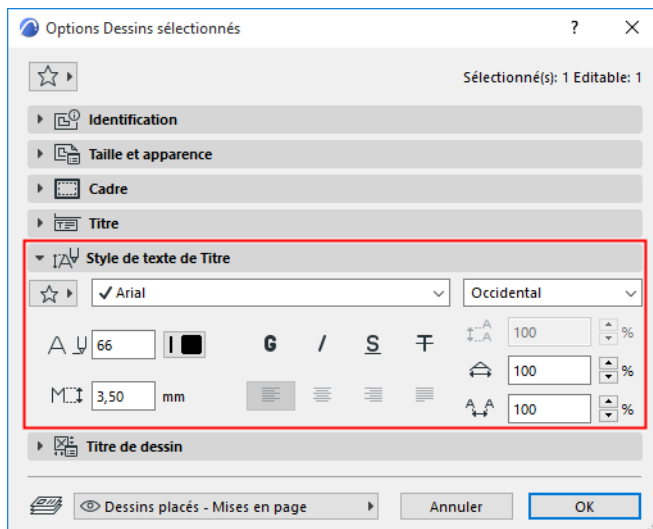 Options Dessins sélectionnés
Sélectionné(s): 1 Editable: 1
Identification
Taille et apparence
Cadre
Titre
Style de texte de Titre
Arial
Occidental
66
G / S T
100 %
100 %
3,50 mm
100 %
Titre de dessin
Dessins placés - Mises en page
Annuler
OK